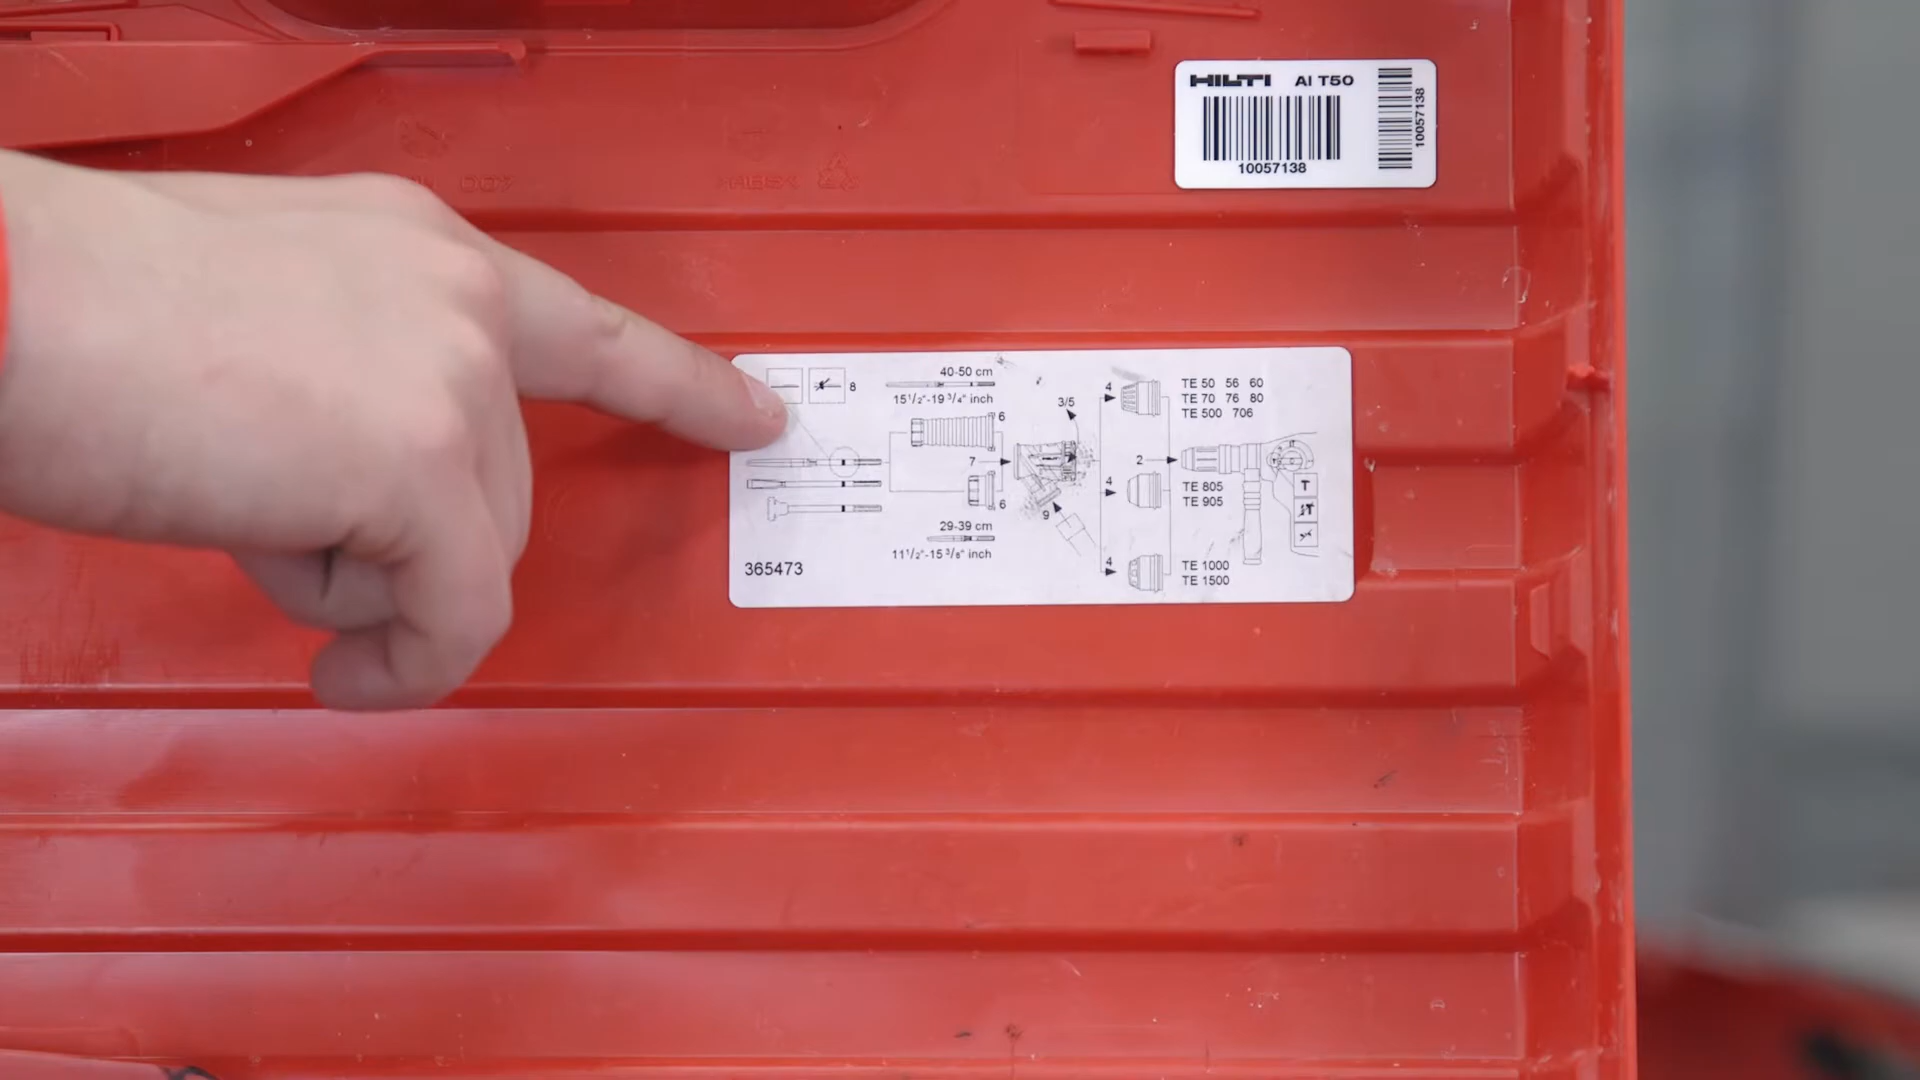 HILTI AI T50
10057138
10057138
007
>ABS<
8
40-50 cm
15 1/2"-19 3/4" inch
6
7
6
29-39 cm
11 1/2"-15 3/8" inch
365473
3/5
9
4
TE 50 56 60
TE 70 76 80
TE 500 706
2
4
TE 805
TE 905
4
TE 1000
TE 1500
T